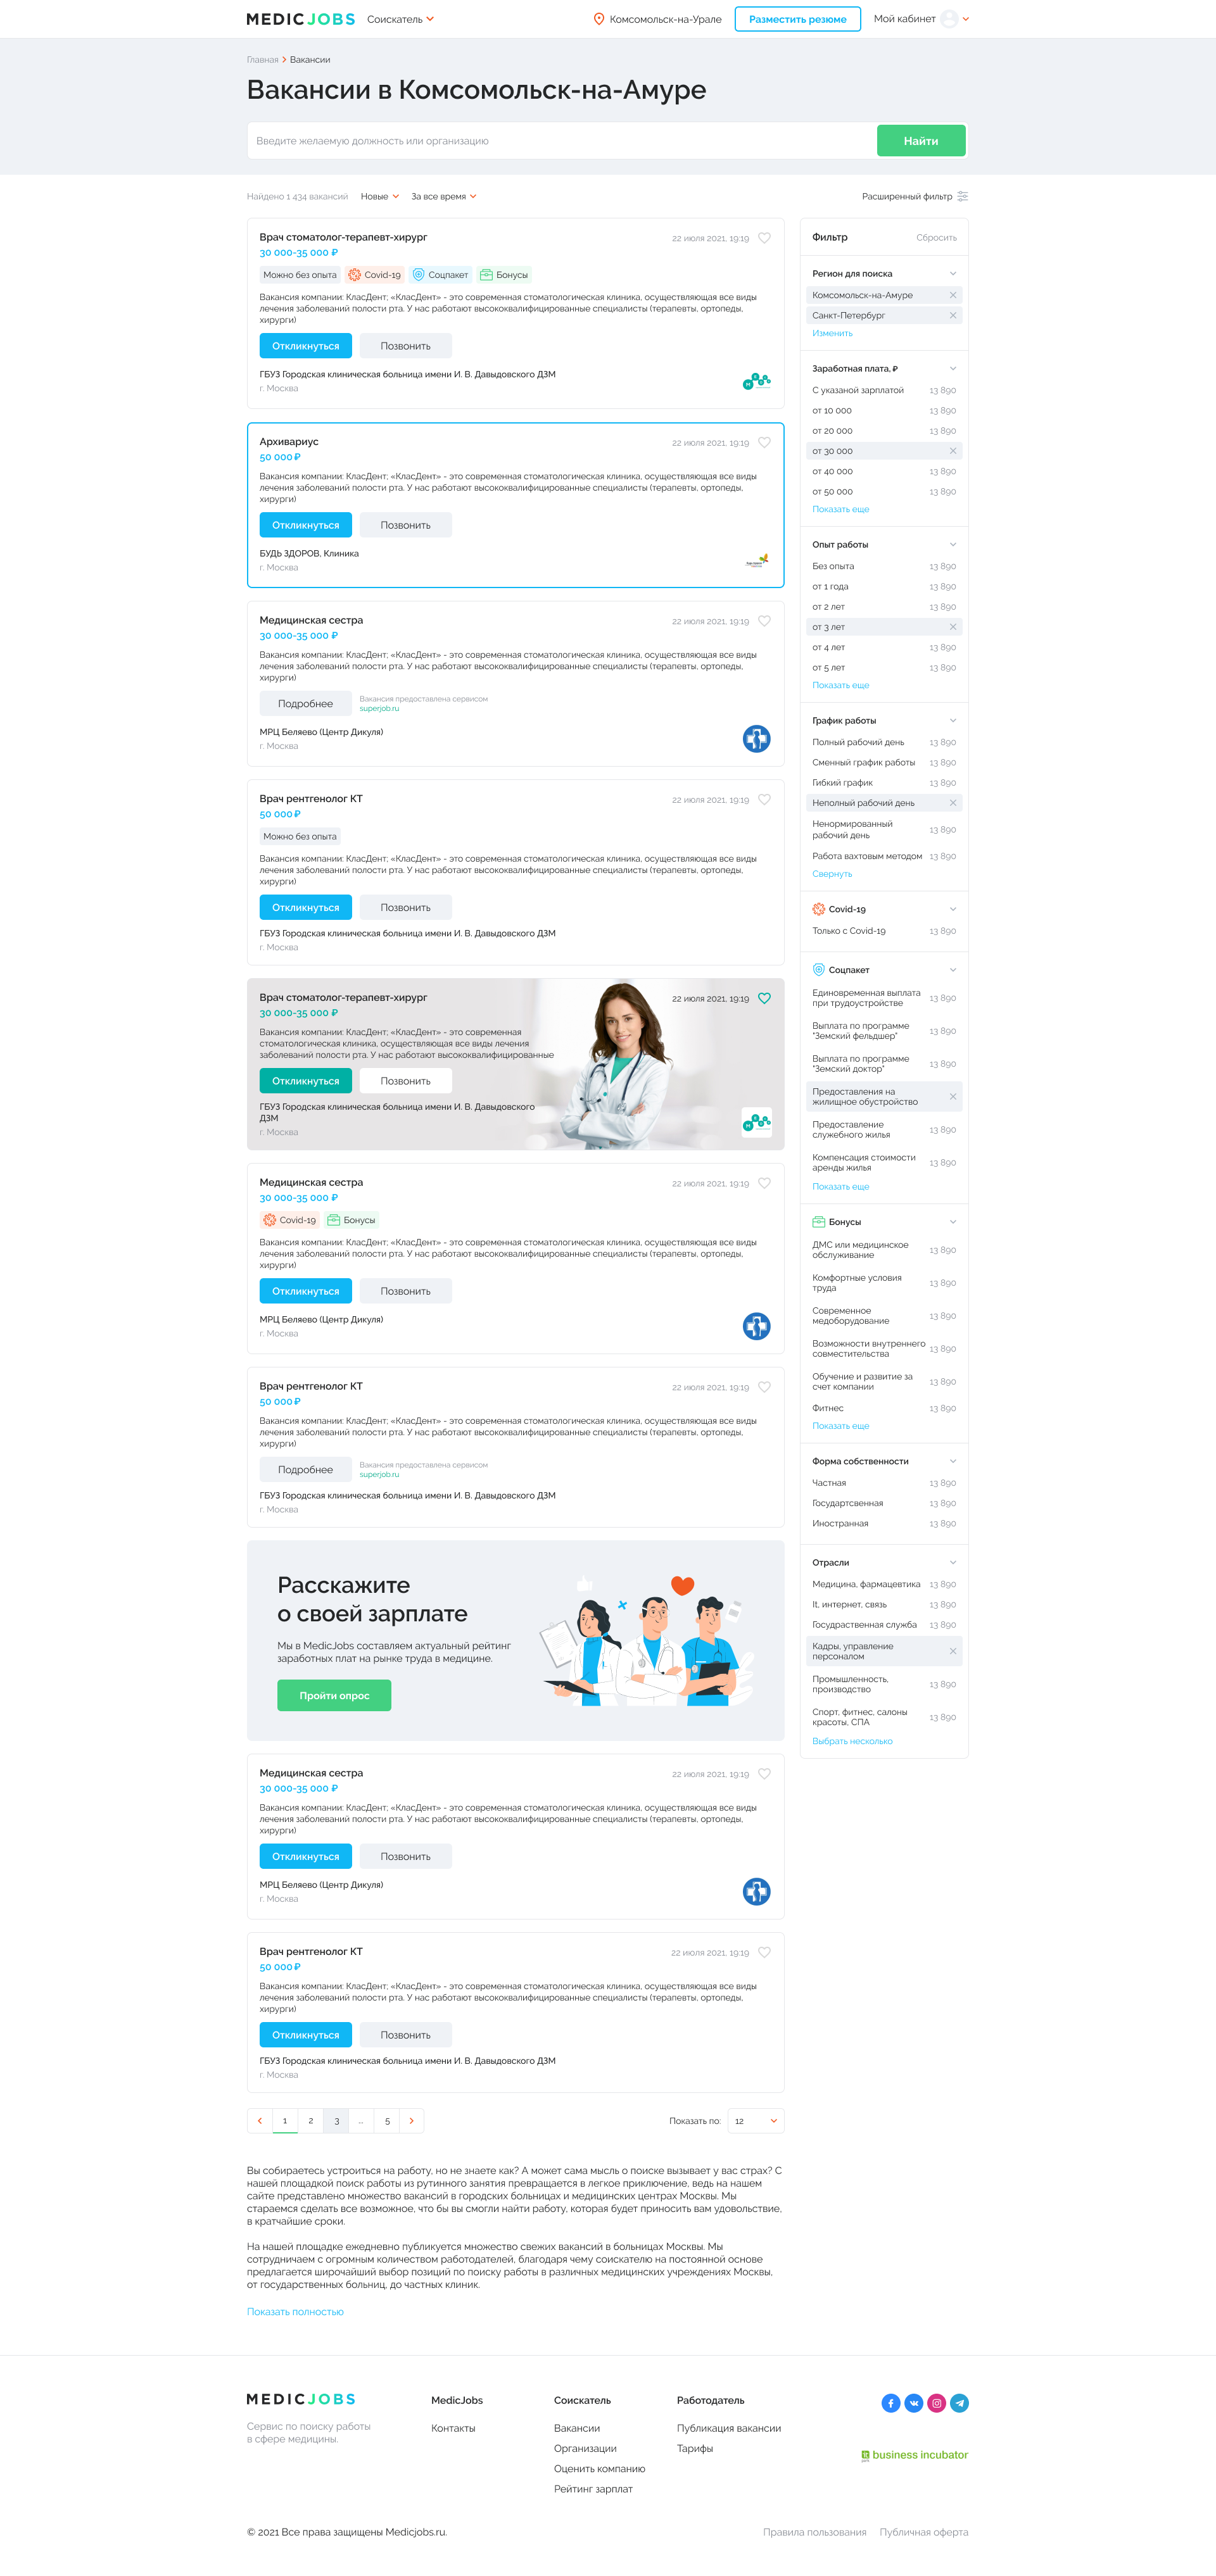 MEDICJOBS Соискатель Комсомольск-на-Урале Разместить резюме Мой кабинет
Главная Вакансии
Вакансии в Комсомольск-на-Амуре
Введите желаемую должность или организацию Найти
Найдено 1 434 вакансий Новые За все время Расширенный фильтр
Врач стоматолог-терапевт-хирург 22 июля 2021, 19:19
30 000-35 000 ₽
Можно без опыта Covid-19 Соцпакет Бонусы
Вакансия компании: КласДент; «КласДент» - это современная стоматологическая клиника, осуществляющая все виды
лечения заболеваний полости рта. У нас работают высококвалифицированные специалисты (терапевты, ортопеды,
хирурги)
Откликнуться Позвонить
ГБУЗ Городская клиническая больница имени И. В. Давыдовского ДЗМ
г. Москва
Архивариус 22 июля 2021, 19:19
50 000 ₽
Вакансия компании: КласДент; «КласДент» - это современная стоматологическая клиника, осуществляющая все виды
лечения заболеваний полости рта. У нас работают высококвалифицированные специалисты (терапевты, ортопеды,
хирурги)
Откликнуться Позвонить
БУДЬ ЗДОРОВ, Клиника
г. Москва
Медицинская сестра 22 июля 2021, 19:19
30 000-35 000 ₽
Вакансия компании: КласДент; «КласДент» - это современная стоматологическая клиника, осуществляющая все виды
лечения заболеваний полости рта. У нас работают высококвалифицированные специалисты (терапевты, ортопеды,
хирурги)
Подробнее Вакансия предоставлена сервисом
superjob.ru
МРЦ Беляево (Центр Дикуля)
г. Москва
Врач рентгенолог КТ 22 июля 2021, 19:19
50 000 ₽
Можно без опыта
Вакансия компании: КласДент; «КласДент» - это современная стоматологическая клиника, осуществляющая все виды
лечения заболеваний полости рта. У нас работают высококвалифицированные специалисты (терапевты, ортопеды,
хирурги)
Откликнуться Позвонить
ГБУЗ Городская клиническая больница имени И. В. Давыдовского ДЗМ
г. Москва
Врач стоматолог-терапевт-хирург 22 июля 2021, 19:19
30 000-35 000 ₽
Вакансия компании: КласДент; «КласДент» - это современная
стоматологическая клиника, осуществляющая все виды лечения
заболеваний полости рта. У нас работают высококвалифицированные
Откликнуться Позвонить
ГБУЗ Городская клиническая больница имени И. В. Давыдовского
ДЗМ
г. Москва
Медицинская сестра 22 июля 2021, 19:19
30 000-35 000 ₽
Covid-19 Бонусы
Вакансия компании: КласДент; «КласДент» - это современная стоматологическая клиника, осуществляющая все виды
лечения заболеваний полости рта. У нас работают высококвалифицированные специалисты (терапевты, ортопеды,
хирурги)
Откликнуться Позвонить
МРЦ Беляево (Центр Дикуля)
г. Москва
Врач рентгенолог КТ 22 июля 2021, 19:19
50 000 ₽
Вакансия компании: КласДент; «КласДент» - это современная стоматологическая клиника, осуществляющая все виды
лечения заболеваний полости рта. У нас работают высококвалифицированные специалисты (терапевты, ортопеды,
хирурги)
Подробнее Вакансия предоставлена сервисом
superjob.ru
ГБУЗ Городская клиническая больница имени И. В. Давыдовского ДЗМ
г. Москва
Расскажите
о своей зарплате
Мы в MedicJobs составляем актуальный рейтинг
заработных плат на рынке труда в медицине.
Пройти опрос
Медицинская сестра 22 июля 2021, 19:19
30 000-35 000 ₽
Вакансия компании: КласДент; «КласДент» - это современная стоматологическая клиника, осуществляющая все виды
лечения заболеваний полости рта. У нас работают высококвалифицированные специалисты (терапевты, ортопеды,
хирурги)
Откликнуться Позвонить
МРЦ Беляево (Центр Дикуля)
г. Москва
Врач рентгенолог КТ 22 июля 2021, 19:19
50 000 ₽
Вакансия компании: КласДент; «КласДент» - это современная стоматологическая клиника, осуществляющая все виды
лечения заболеваний полости рта. У нас работают высококвалифицированные специалисты (терапевты, ортопеды,
хирурги)
Откликнуться Позвонить
ГБУЗ Городская клиническая больница имени И. В. Давыдовского ДЗМ
г. Москва
1 2 3 ... 5 Показать по: 12
Фильтр Сбросить
Регион для поиска
Комсомольск-на-Амуре
Санкт-Петербург
Изменить
Заработная плата, ₽
С указаной зарплатой 13 890
от 10 000 13 890
от 20 000 13 890
от 30 000
от 40 000 13 890
от 50 000 13 890
Показать еще
Опыт работы
Без опыта 13 890
от 1 года 13 890
от 2 лет 13 890
от 3 лет
от 4 лет 13 890
от 5 лет 13 890
Показать еще
График работы
Полный рабочий день 13 890
Сменный график работы 13 890
Гибкий график 13 890
Неполный рабочий день
Ненормированный
рабочий день 13 890
Работа вахтовым методом 13 890
Свернуть
Covid-19
Только с Covid-19 13 890
Соцпакет
Единовременная выплата
при трудоустройстве 13 890
Выплата по программе
"Земский фельдшер" 13 890
Выплата по программе
"Земский доктор" 13 890
Предоставления на
жилищное обустройство
Предоставление
служебного жилья 13 890
Компенсация стоимости
аренды жилья 13 890
Показать еще
Бонусы
ДМС или медицинское
обслуживание 13 890
Комфортные условия
труда 13 890
Современное
медоборудование 13 890
Возможности внутреннего
совместительства 13 890
Обучение и развитие за
счет компании 13 890
Фитнес 13 890
Показать еще
Форма собственности
Частная 13 890
Государтсвенная 13 890
Иностранная 13 890
Отрасли
Медицина, фармацевтика 13 890
It, интернет, связь 13 890
Госудраственная служба 13 890
Кадры, управление
персоналом
Промышленность,
производство 13 890
Спорт, фитнес, салоны
красоты, СПА 13 890
Выбрать несколько
Вы собираетесь устроиться на работу, но не знаете как? А может сама мысль о поиске вызывает у вас страх? С
нашей площадкой поиск работы из рутинного занятия превращается в легкое приключение, ведь на нашем
сайте представлено множество вакансий в городских больницах и медицинских центрах Москвы. Мы
стараемся сделать все возможное, что бы вы смогли найти работу, которая будет приносить вам удовольствие,
в кратчайшие сроки.
На нашей площадке ежедневно публикуется множество свежих вакансий в больницах Москвы. Мы
сотрудничаем с огромным количеством работодателей, благодаря чему соискателю на постоянной основе
предлагается широчайший выбор позиций по поиску работы в различных медицинских учреждениях Москвы,
от государственных больниц, до частных клиник.
Показать полностью
MEDICJOBS
Сервис по поиску работы
в сфере медицины.
MedicJobs
Контакты
Соискатель
Вакансии
Организации
Оценить компанию
Рейтинг зарплат
Работодатель
Публикация вакансии
Тарифы
business incubator
© 2021 Все права защищены Medicjobs.ru. Правила пользования Публичная оферта